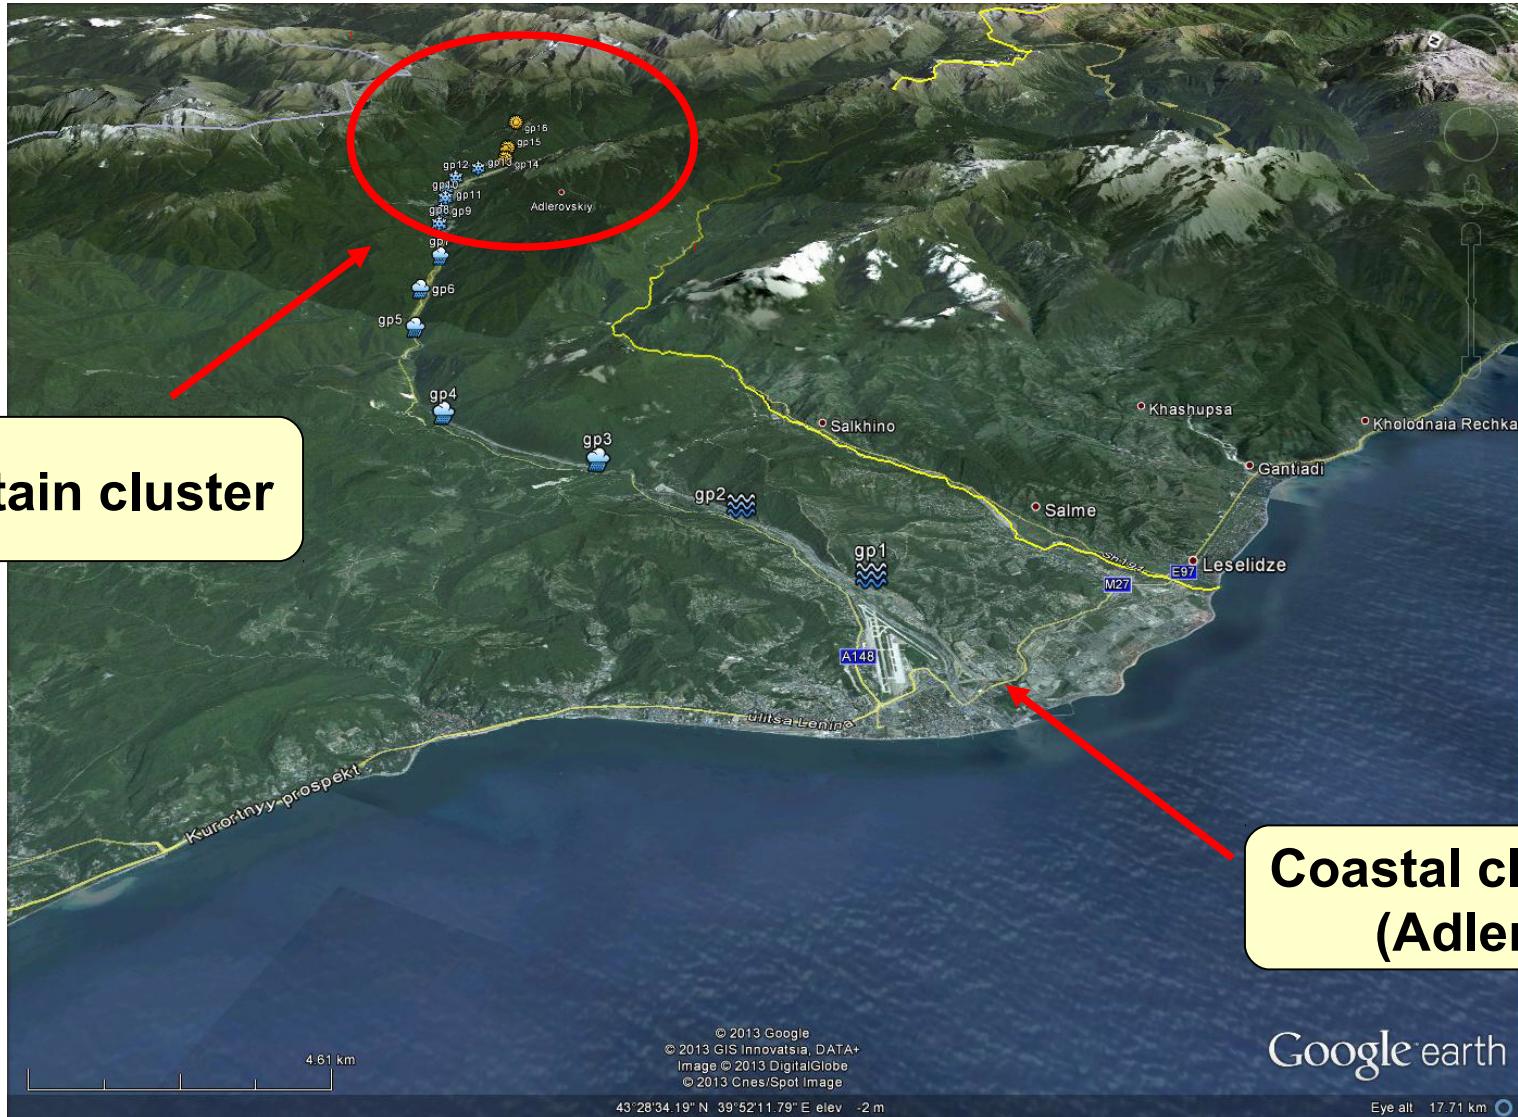 gp16
gp15
gp12
gp13
gp14
gp10
gp11
gp8
gp9
Adlerovskiy
gp7
gp6
gp5
gp4
gp3
gp2
gp1
Salkhino
Khashupsa
Kholodnaia Rechka
Gantiadi
Salme
Leselidze
E97
M27
A148
ulitsa Lenina
Kurortnyy prospekt
tain cluster
Coastal cl
(Adler
4.61 km
© 2013 Google
© 2013 GIS Innovatsia, DATA+
Image © 2013 DigitalGlobe
© 2013 Cnes/Spot Image
Google earth
43°28'34.19" N 39°52'11.79" E elev -2 m
Eye alt 17.71 km
N